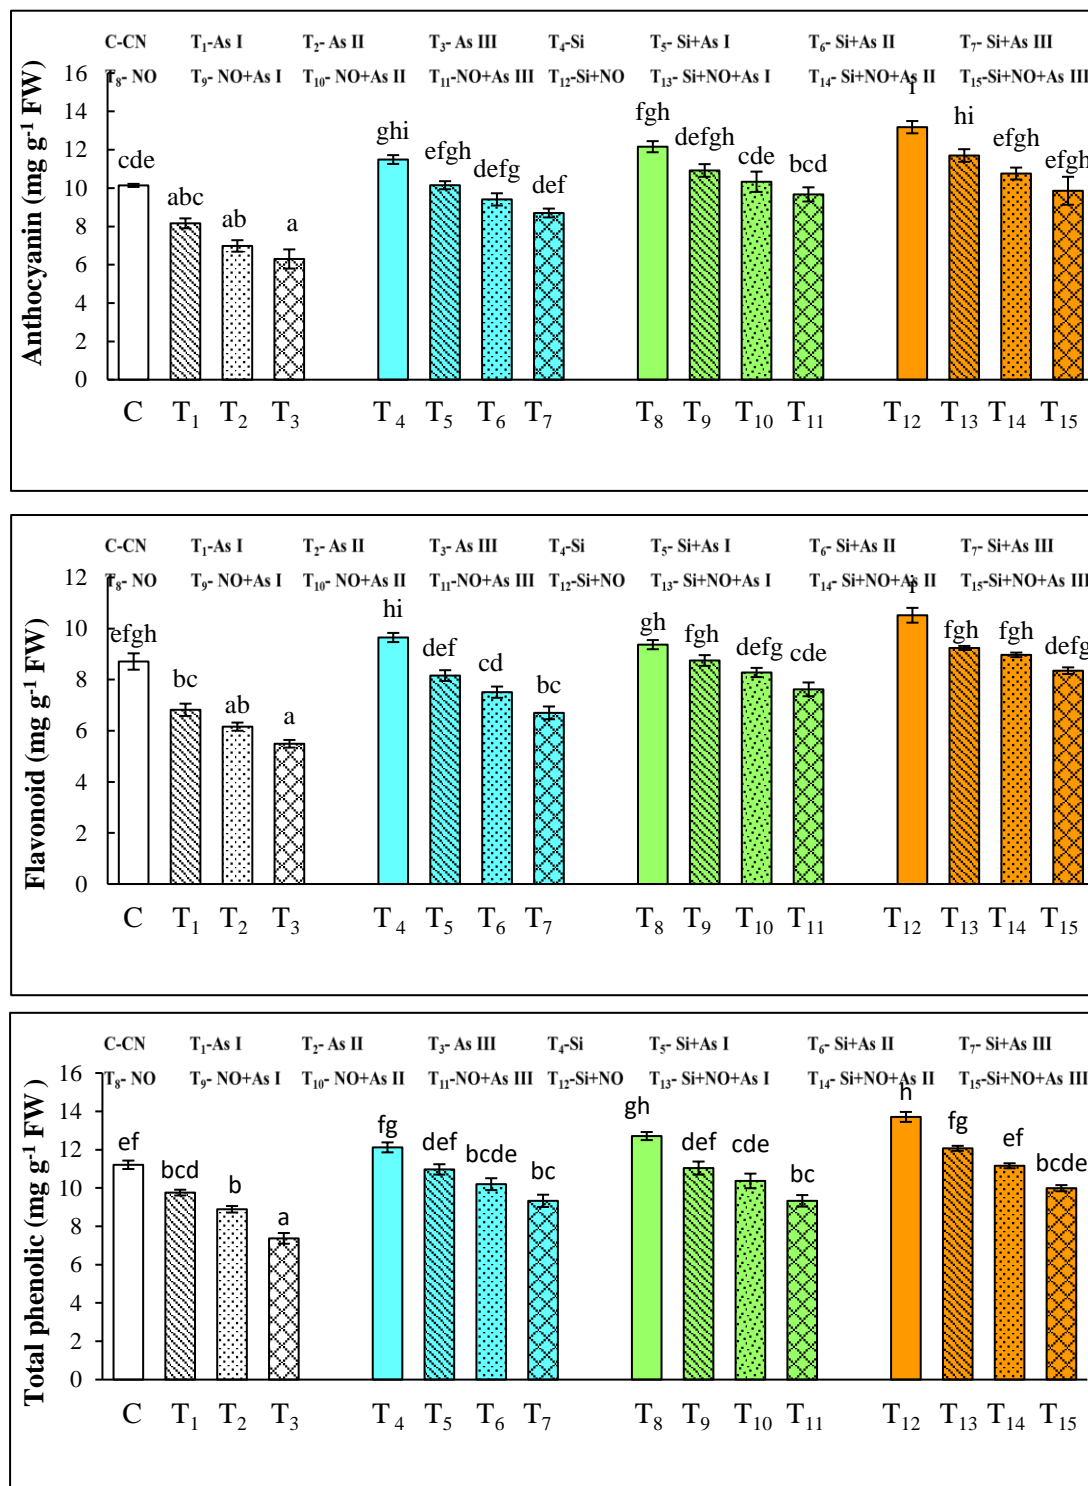 C-CN T₁-As I T₂- As II T₃- As III T₄-Si T₅- Si+As I T₆- Si+As II T₇- Si+As III
T₈- NO T₉- NO+As I T₁₀- NO+As II T₁₁-NO+As III T₁₂-Si+NO T₁₃- Si+NO+As I T₁₄- Si+NO+As II T₁₅-Si+NO+As III
Anthocyanin (mg g⁻¹ FW)
16
14
12
10
8
6
4
2
0
cde abc ab a ghi efgh defg def fgh defgh cde bcd i hi efgh efgh
C T₁ T₂ T₃ T₄ T₅ T₆ T₇ T₈ T₉ T₁₀ T₁₁ T₁₂ T₁₃ T₁₄ T₁₅
C-CN T₁-As I T₂- As II T₃- As III T₄-Si T₅- Si+As I T₆- Si+As II T₇- Si+As III
T₈- NO T₉- NO+As I T₁₀- NO+As II T₁₁-NO+As III T₁₂-Si+NO T₁₃- Si+NO+As I T₁₄- Si+NO+As II T₁₅-Si+NO+As III
Flavonoid (mg g⁻¹ FW)
12
10
8
6
4
2
0
efgh bc ab a hi def cd bc gh fgh defg cde i fgh fgh defg
C T₁ T₂ T₃ T₄ T₅ T₆ T₇ T₈ T₉ T₁₀ T₁₁ T₁₂ T₁₃ T₁₄ T₁₅
C-CN T₁-As I T₂- As II T₃- As III T₄-Si T₅- Si+As I T₆- Si+As II T₇- Si+As III
T₈- NO T₉- NO+As I T₁₀- NO+As II T₁₁-NO+As III T₁₂-Si+NO T₁₃- Si+NO+As I T₁₄- Si+NO+As II T₁₅-Si+NO+As III
Total phenolic (mg g⁻¹ FW)
16
14
12
10
8
6
4
2
0
ef bcd b a fg def bcde bc gh def cde bc h fg ef bcde
C T₁ T₂ T₃ T₄ T₅ T₆ T₇ T₈ T₉ T₁₀ T₁₁ T₁₂ T₁₃ T₁₄ T₁₅